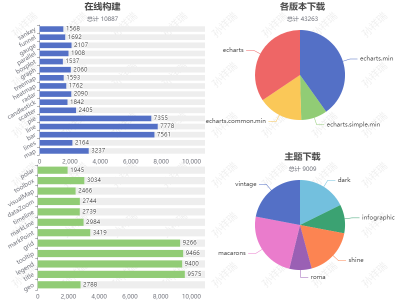 在线构建
总计 10887
sankey 1568
funnel 1692
gauge 2107
parallel 1908
boxplot 1537
graph 2060
treemap 1593
heatmap 1762
radar 2090
candlestick 1842
scatter 2405
pie 7355
line 7778
bar 7561
lines 2164
map 3237
0 2,000 4,000 6,000 8,000 10,000
polar 1945
toolbox 3034
visualMap 2466
dataZoom 2744
timeline 2739
markLine 2984
markPoint 3419
grid 9266
tooltip 9466
legend 9400
title 9575
geo 2788
0 2,000 4,000 6,000 8,000 10,000
各版本下载
总计 43263
echarts
echarts.min
echarts.common.min
echarts.simple.min
主题下载
总计 9009
vintage
dark
infographic
macarons
shine
roma